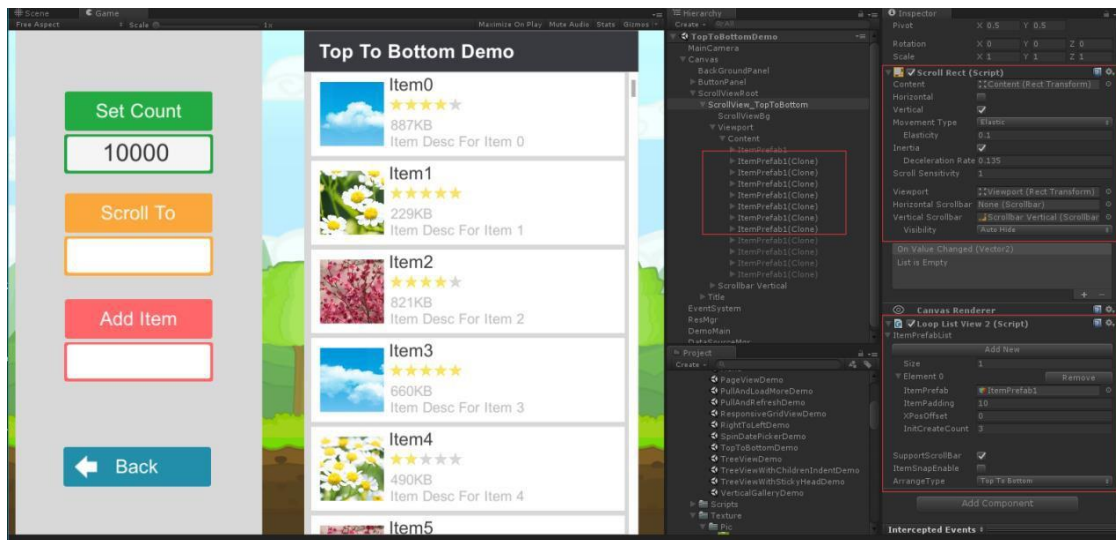 Scene
Game
Free Aspect
Scale
1x
Maximize On Play Mute Audio Stats Gizmos
Set Count
10000
Scroll To
Add Item
Back
Top To Bottom Demo
Item0
887KB
Item Desc For Item 0
Item1
229KB
Item Desc For Item 1
Item2
821KB
Item Desc For Item 2
Item3
660KB
Item Desc For Item 3
Item4
490KB
Item Desc For Item 4
Item5
Hierarchy
Create
TopToBottomDemo
MainCamera
Canvas
BackGroundPanel
ButtonPanel
ScrollViewRoot
ScrollView_TopToBottom
ScrollViewBg
Viewport
Content
ItemPrefab1
ItemPrefab1(Clone)
ItemPrefab1(Clone)
ItemPrefab1(Clone)
ItemPrefab1(Clone)
ItemPrefab1(Clone)
ItemPrefab1(Clone)
ItemPrefab1(Clone)
ItemPrefab1(Clone)
ItemPrefab1(Clone)
ItemPrefab1(Clone)
ItemPrefab1(Clone)
Scrollbar Vertical
Title
EventSystem
ResMgr
DemoMain
DataSourceMgr
Project
Create
PageViewDemo
PullAndLoadMoreDemo
PullAndRefreshDemo
ResponsiveGridViewDemo
RightToLeftDemo
SpinDatePickerDemo
TopToBottomDemo
TreeViewDemo
TreeViewWithChildrenIndentDemo
TreeViewWithStickyHeadDemo
VerticalGalleryDemo
Scripts
Texture
Pic
Inspector
Pivot X 0.5 Y 0.5
Rotation X 0 Y 0 Z 0
Scale X 1 Y 1 Z 1
Scroll Rect (Script)
Content Content (Rect Transform)
Horizontal
Vertical
Movement Type Elastic
Elasticity 0.1
Inertia
Deceleration Rate 0.135
Scroll Sensitivity 1
Viewport Viewport (Rect Transform)
Horizontal Scrollbar None (Scrollbar)
Vertical Scrollbar Scrollbar Vertical (Scrollbar
Visibility Auto Hide
On Value Changed (Vector2)
List is Empty
Canvas Renderer
Loop List View 2 (Script)
ItemPrefabList
Add New
Size 1
Element 0 Remove
ItemPrefab ItemPrefab1
ItemPadding 10
XPosOffset 0
InitCreateCount 3
SupportScrollBar
ItemSnapEnable
ArrangeType Top To Bottom
Add Component
Intercepted Events